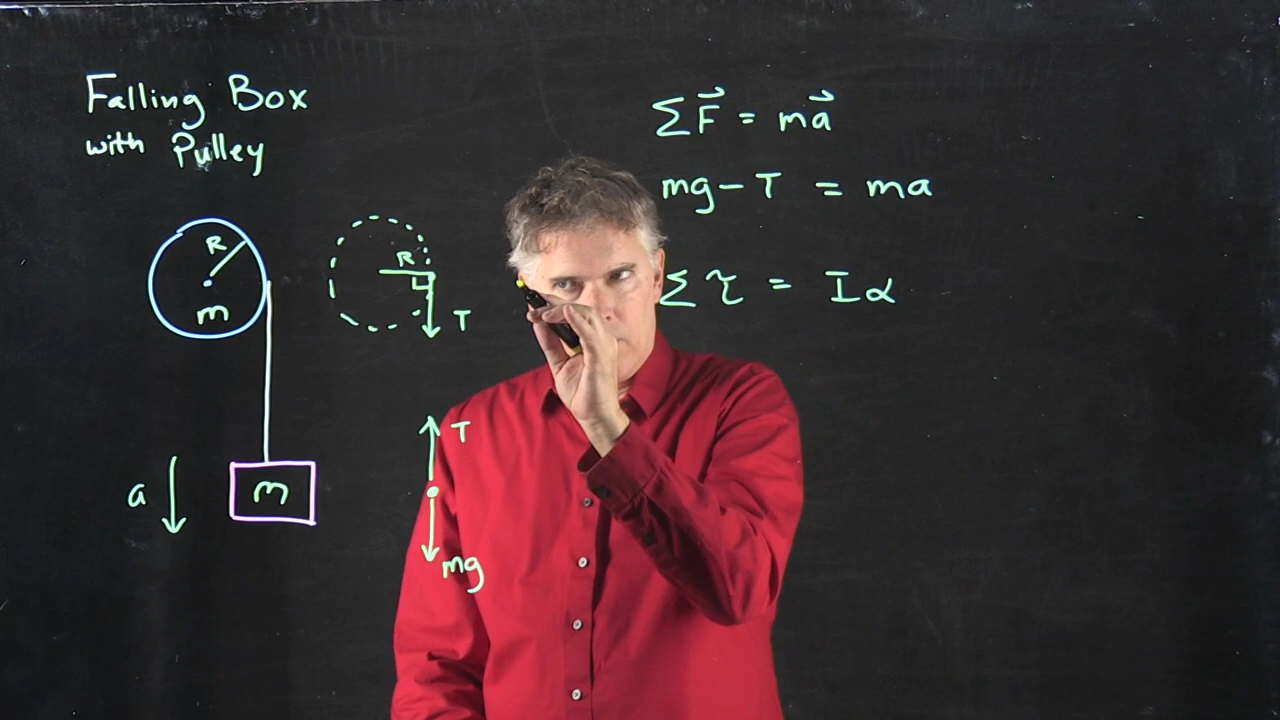 Falling Box
with Pulley
ΣF⃗ = ma⃗
mg - T = ma
Στ = Iα
R
m
R
T
T
a
m
mg